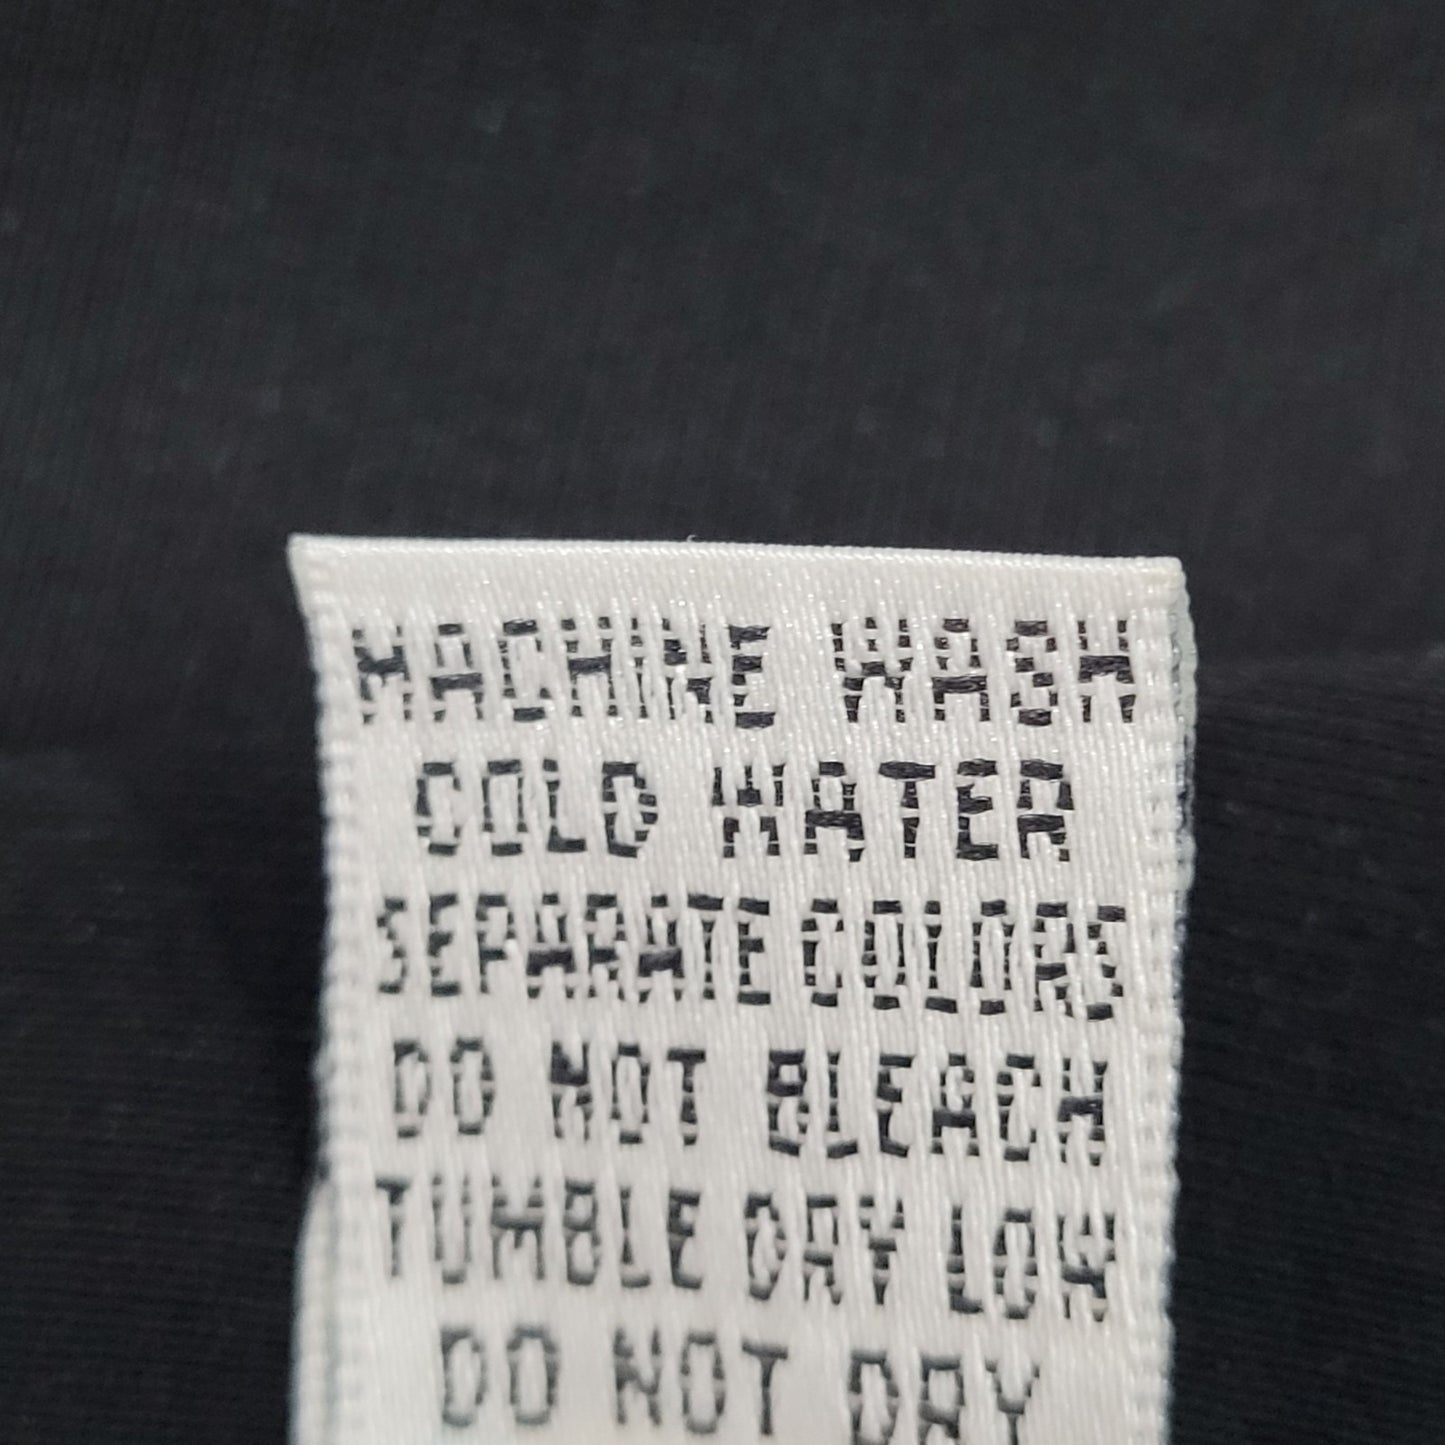 MACHINE WASH
COLD WATER
SEPARATE COLORS
DO NOT BLEACH
TUMBLE DRY LOW
DO NOT DRY